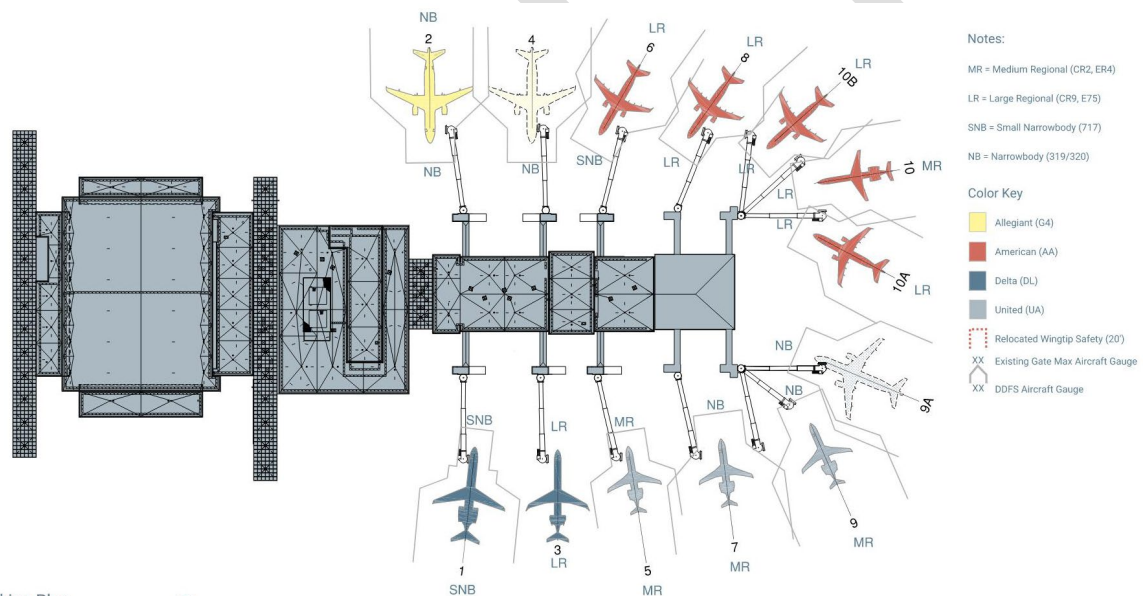 NB
2
4
6
LR
8
LR
10B
LR
NB
NB
SNB
LR
LR
LR
LR
10
MR
10A
LR
NB
NB
9A
SNB
LR
MR
NB
1
SNB
3
LR
5
MR
7
MR
9
MR
Notes:
MR = Medium Regional (CR2, ER4)
LR = Large Regional (CR9, E75)
SNB = Small Narrowbody (717)
NB = Narrowbody (319/320)
Color Key
Allegiant (G4)
American (AA)
Delta (DL)
United (UA)
Relocated Wingtip Safety (20')
XX Existing Gate Max Aircraft Gauge
XX DDFS Aircraft Gauge